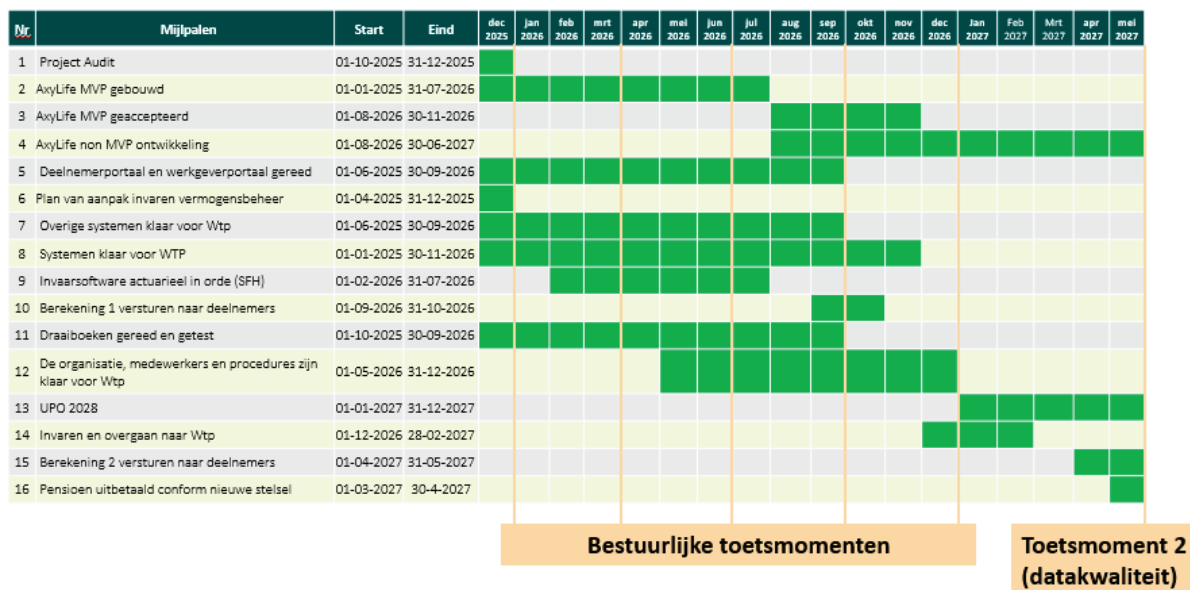 Nr Mijlpalen Start Eind dec 2025 jan 2026 feb 2026 mrt 2026 apr 2026 mei 2026 jun 2026 jul 2026 aug 2026 sep 2026 okt 2026 nov 2026 dec 2026 Jan 2027 Feb 2027 Mrt 2027 apr 2027 mei 2027
1 Project Audit 01-10-2025 31-12-2025
2 AxyLife MVP gebouwd 01-01-2025 31-07-2026
3 AxyLife MVP geaccepteerd 01-08-2026 30-11-2026
4 AxyLife non MVP ontwikkeling 01-08-2026 30-06-2027
5 Deelnemerportaal en werkgeverportaal gereed 01-06-2025 30-09-2026
6 Plan van aanpak invaren vermogensbeheer 01-04-2025 31-12-2025
7 Overige systemen klaar voor Wtp 01-06-2025 30-09-2026
8 Systemen klaar voor WTP 01-01-2025 30-11-2026
9 Invaarsoftware actuarieel in orde (SFH) 01-02-2026 31-07-2026
10 Berekening 1 versturen naar deelnemers 01-09-2026 31-10-2026
11 Draaiboeken gereed en getest 01-10-2025 30-09-2026
12 De organisatie, medewerkers en procedures zijn
klaar voor Wtp 01-05-2026 31-12-2026
13 UPO 2028 01-01-2027 31-12-2027
14 Invaren en overgaan naar Wtp 01-12-2026 28-02-2027
15 Berekening 2 versturen naar deelnemers 01-04-2027 31-05-2027
16 Pensioen uitbetaald conform nieuwe stelsel 01-03-2027 30-4-2027
Bestuurlijke toetsmomenten
Toetsmoment 2
(datakwaliteit)